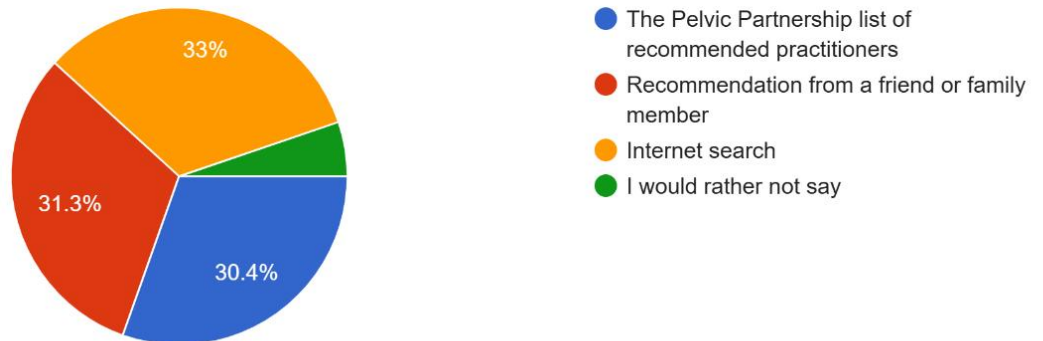 33%
31.3%
30.4%
The Pelvic Partnership list of
recommended practitioners
Recommendation from a friend or family
member
Internet search
I would rather not say